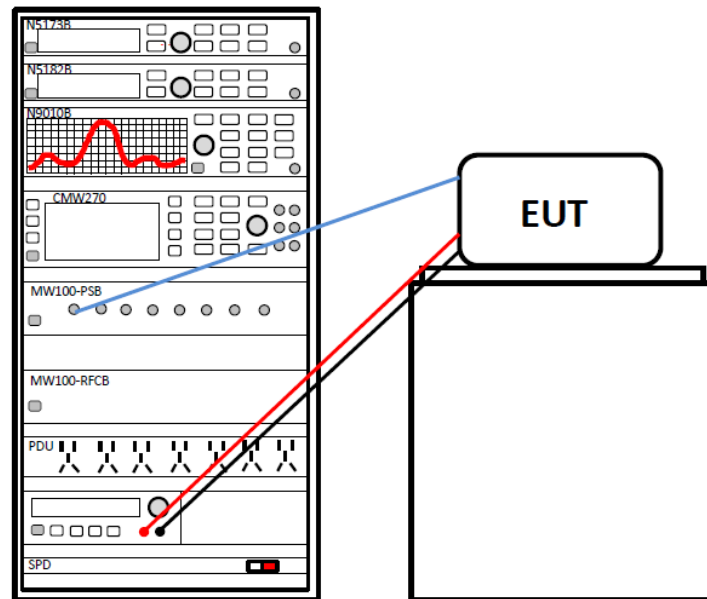 N5173B
N5182B
N9010B
CMW270
EUT
MW100-PSB
MW100-RFCB
PDU
SPD